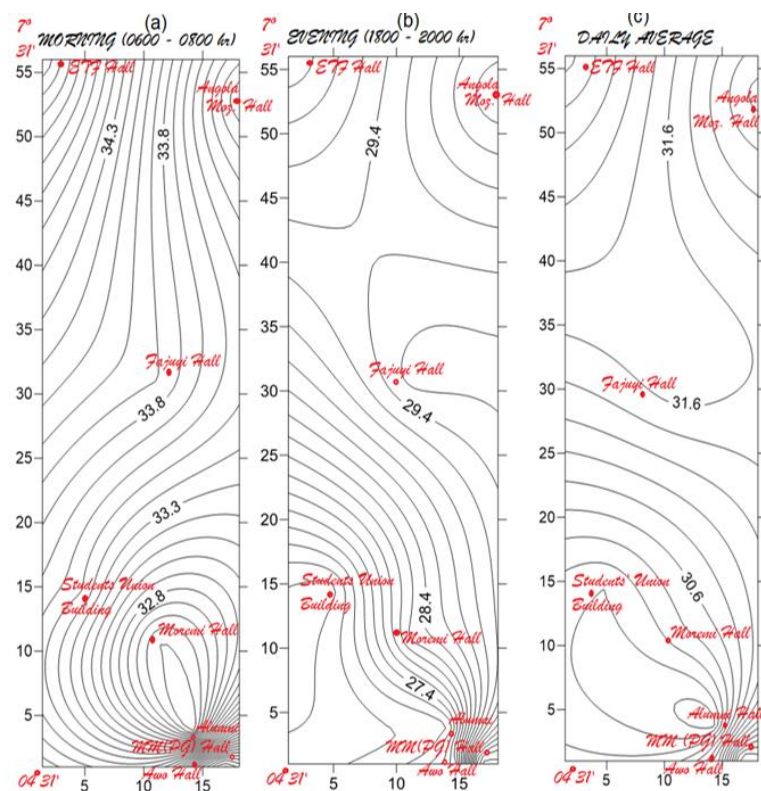 (a)
7°
31'
MORNING (0600 - 0800 hr)
ETF Hall
Angola
Moz. Hall
34.3
33.8
Fajuyi Hall
33.8
33.3
Students Union
Building
32.8
Moremi Hall
Alumni
MM(PG) Hall
Awo Hall
55
50
45
40
35
30
25
20
15
10
5
04 31'
5
10
15
(b)
EVENING (1800 - 2000 hr)
ETF Hall
Angola
Moz. Hall
29.4
Fajuyi Hall
29.4
Students Union
Building
28.4
Moremi Hall
27.4
Alumni
MM(PG) Hall
Awo Hall
55
50
45
40
35
30
25
20
15
10
5
04 31'
5
10
15
(c)
7°
31'
DAILY AVERAGE
ETF Hall
Angola
Moz. Hall
31.6
Fajuyi Hall
31.6
30.6
Students' Union
Building
Moremi Hall
Alumni Hall
MM (PG) Hall
Awo Hall
55
50
45
40
35
30
25
20
15
10
5
04 31'
5
10
15
7°
31'